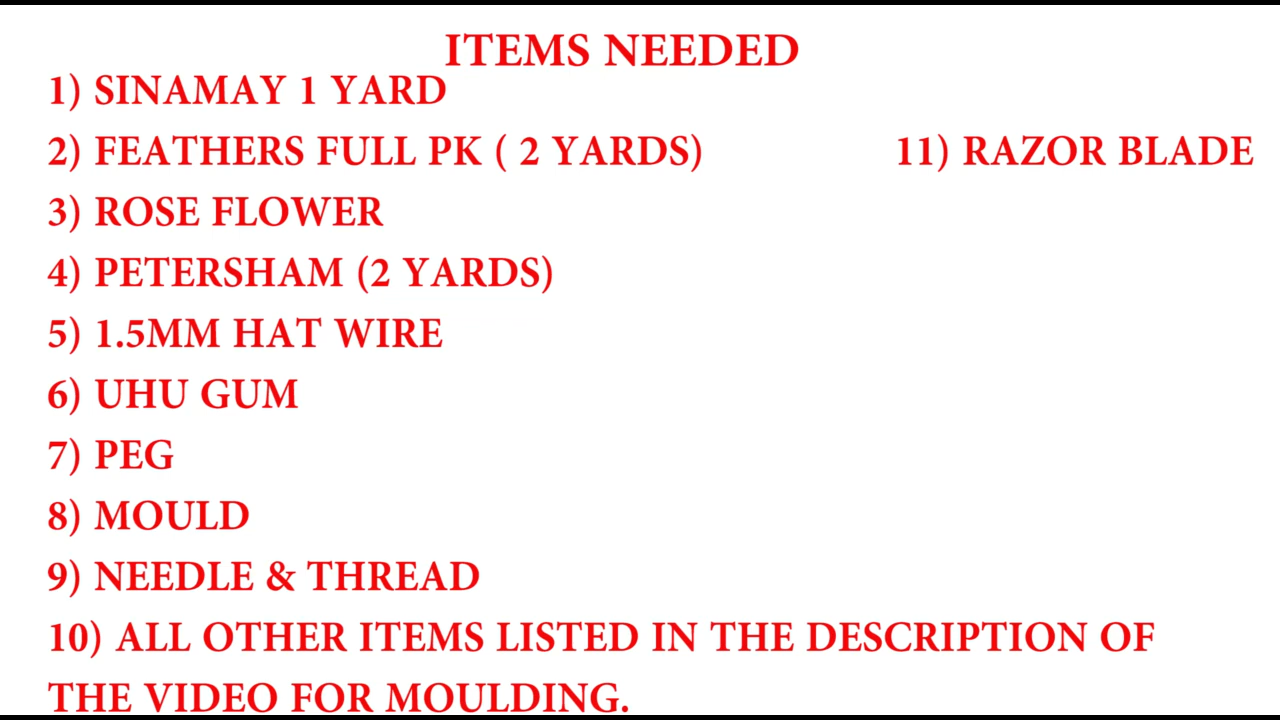 ITEMS NEEDED
1) SINAMAY 1 YARD
2) FEATHERS FULL PK ( 2 YARDS)
11) RAZOR BLADE
3) ROSE FLOWER
4) PETERSHAM (2 YARDS)
5) 1.5MM HAT WIRE
6) UHU GUM
7) PEG
8) MOULD
9) NEEDLE & THREAD
10) ALL OTHER ITEMS LISTED IN THE DESCRIPTION OF
THE VIDEO FOR MOULDING.